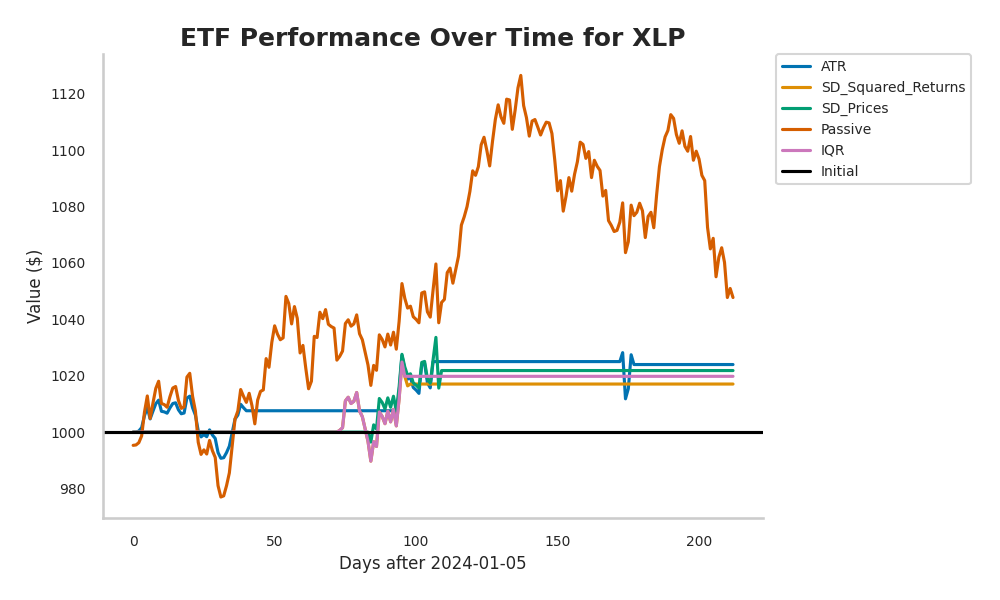 ETF Performance Over Time for XLP
ATR
SD_Squared_Returns
SD_Prices
Passive
IQR
Initial
Value ($)
1120
1100
1080
1060
1040
1020
1000
980
0 50 100 150 200
Days after 2024-01-05